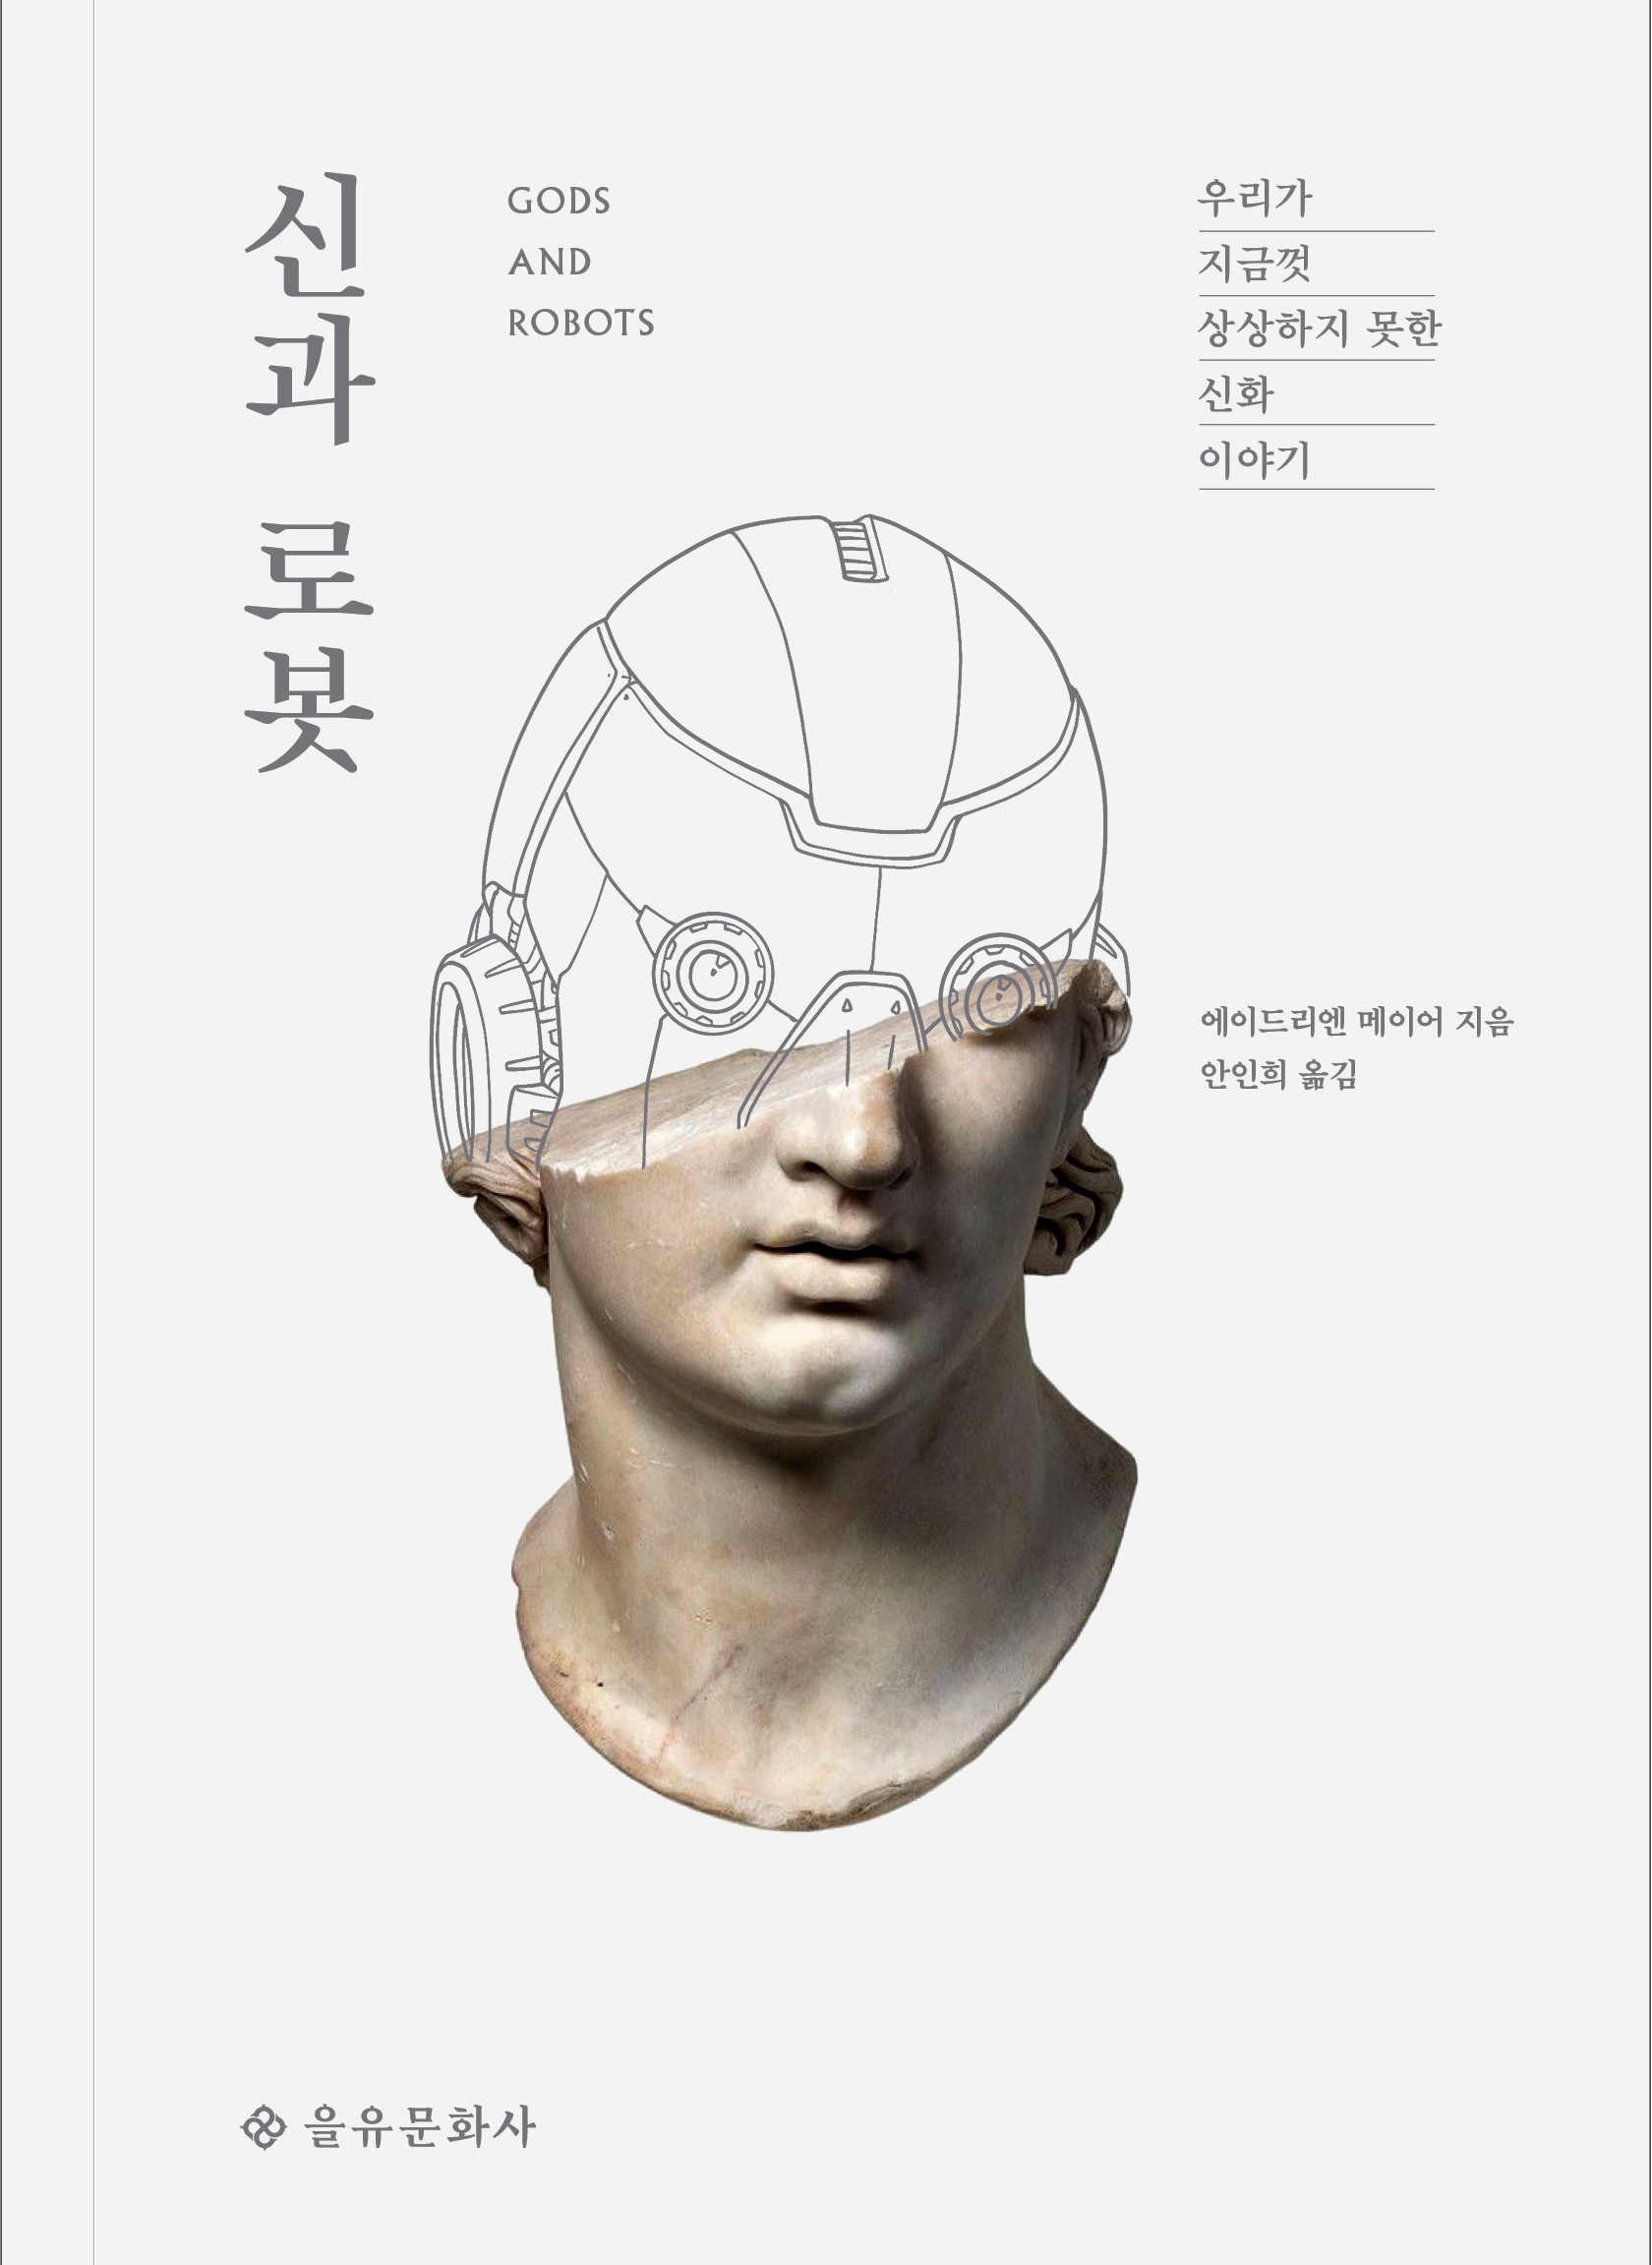 신과 로봇
GODS
AND
ROBOTS
우리가
지금껏
상상하지 못한
신화
이야기
에이드리엔 메이어 지음
안인희 옮김
을유문화사